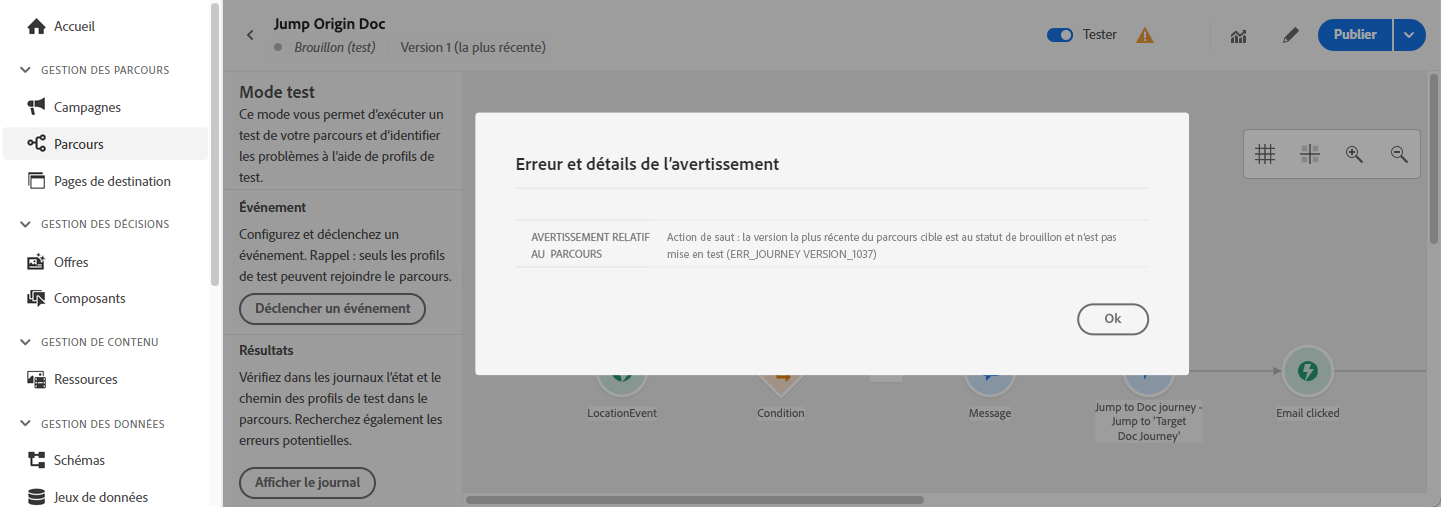 Accueil
GESTION DES PARCOURS
Campagnes
Parcours
Pages de destination
GESTION DES DÉCISIONS
Offres
Composants
GESTION DE CONTENU
Ressources
GESTION DES DONNÉES
Schémas
Jeux de données
Jump Origin Doc
Brouillon (test)
Version 1 (la plus récente)
Tester
Publier
Mode test
Ce mode vous permet d'exécuter un
test de votre parcours et d'identifier
les problèmes à l'aide de profils de
test.
Événement
Configurez et déclenchez un
événement. Rappel : seuls les profils
de test peuvent rejoindre le parcours.
Déclencher un événement
Résultats
Vérifiez dans les journaux l'état et le
chemin des profils de test dans le
parcours. Recherchez également les
erreurs potentielles.
Afficher le journal
Erreur et détails de l'avertissement
AVERTISSEMENT RELATIF
AU PARCOURS
Action de saut : la version la plus récente du parcours cible est au statut de brouillon et n'est pas
mise en test (ERR_JOURNEY VERSION_1037)
Ok
LocationEvent
Condition
Message
Jump to Doc journey -
Jump to 'Target
Doc Journey'
Email clicked